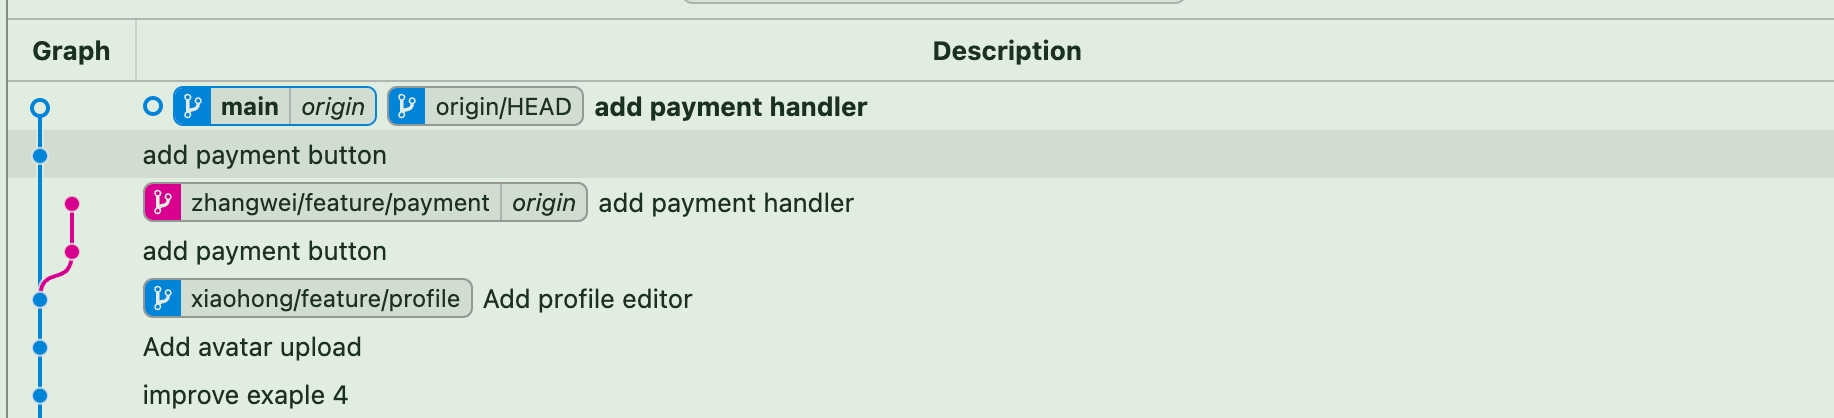 Graph Description
main origin origin/HEAD add payment handler
add payment button
zhangwei/feature/payment origin add payment handler
add payment button
xiaohong/feature/profile Add profile editor
Add avatar upload
improve exaple 4